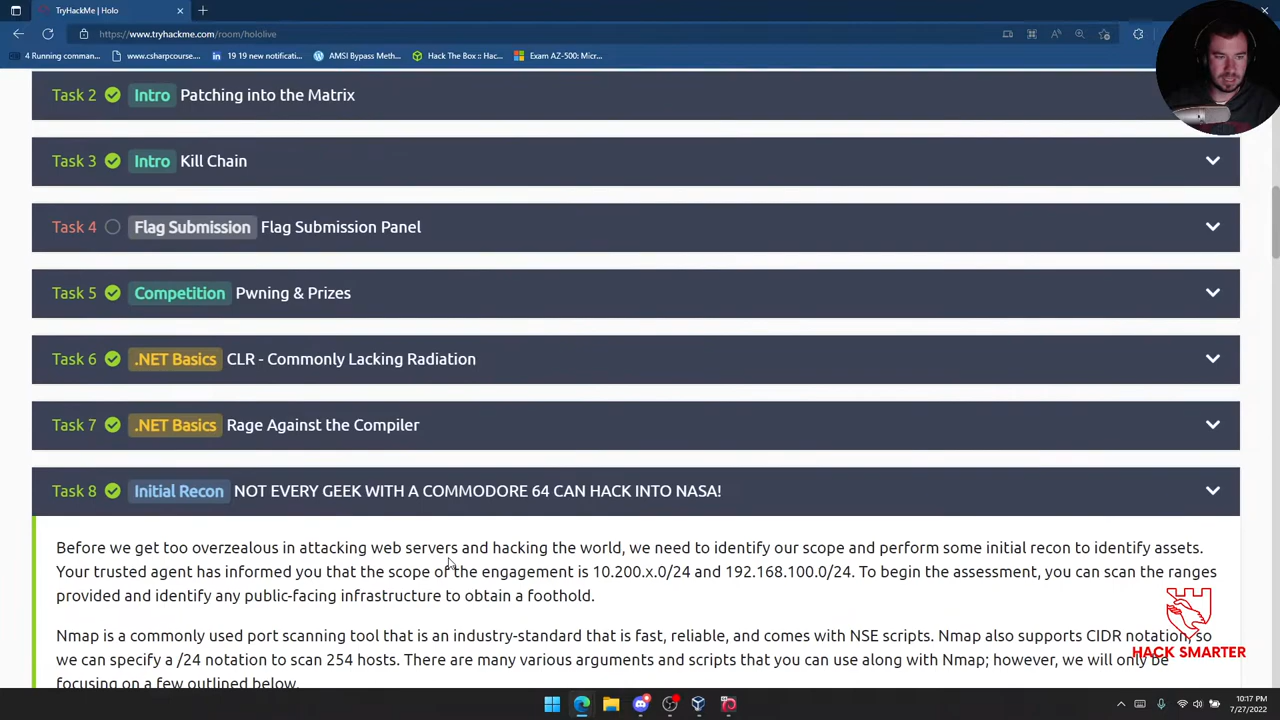 TryHackMe | Holo
https://www.tryhackme.com/room/hololive
4 Running comman...
www.csharpcourse....
19 19 new notificati...
AMSI Bypass Meth...
Hack The Box :: Hac...
Exam AZ-500: Micr...
Task 2 Intro Patching into the Matrix
Task 3 Intro Kill Chain
Task 4 Flag Submission Flag Submission Panel
Task 5 Competition Pwning & Prizes
Task 6 .NET Basics CLR - Commonly Lacking Radiation
Task 7 .NET Basics Rage Against the Compiler
Task 8 Initial Recon NOT EVERY GEEK WITH A COMMODORE 64 CAN HACK INTO NASA!
Before we get too overzealous in attacking web servers and hacking the world, we need to identify our scope and perform some initial recon to identify assets.
Your trusted agent has informed you that the scope of the engagement is 10.200.x.0/24 and 192.168.100.0/24. To begin the assessment, you can scan the ranges
provided and identify any public-facing infrastructure to obtain a foothold.
Nmap is a commonly used port scanning tool that is an industry-standard that is fast, reliable, and comes with NSE scripts. Nmap also supports CIDR notation, so
we can specify a /24 notation to scan 254 hosts. There are many various arguments and scripts that you can use along with Nmap; however, we will only be
focusing on a few outlined below.
HACK SMARTER
10:17 PM
7/27/2022